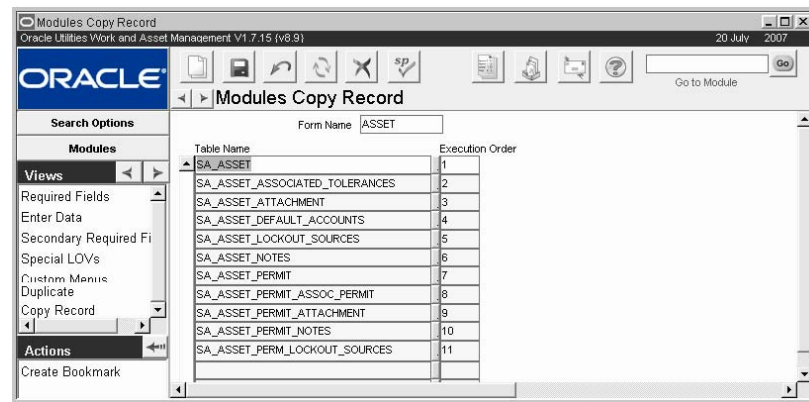 Modules Copy Record
Oracle Utilities Work and Asset Management V1.7.15 (v8.9) 20 July 2007
ORACLE
sp
Go
Go to Module
Modules Copy Record
Search Options
Modules
Views
Required Fields
Enter Data
Secondary Required Fi
Special LOVs
Custom Menus
Duplicate
Copy Record
Actions
Create Bookmark
Form Name ASSET
Table Name Execution Order
SA_ASSET 1
SA_ASSET_ASSOCIATED_TOLERANCES 2
SA_ASSET_ATTACHMENT 3
SA_ASSET_DEFAULT_ACCOUNTS 4
SA_ASSET_LOCKOUT_SOURCES 5
SA_ASSET_NOTES 6
SA_ASSET_PERMIT 7
SA_ASSET_PERMIT_ASSOC_PERMIT 8
SA_ASSET_PERMIT_ATTACHMENT 9
SA_ASSET_PERMIT_NOTES 10
SA_ASSET_PERM_LOCKOUT_SOURCES 11